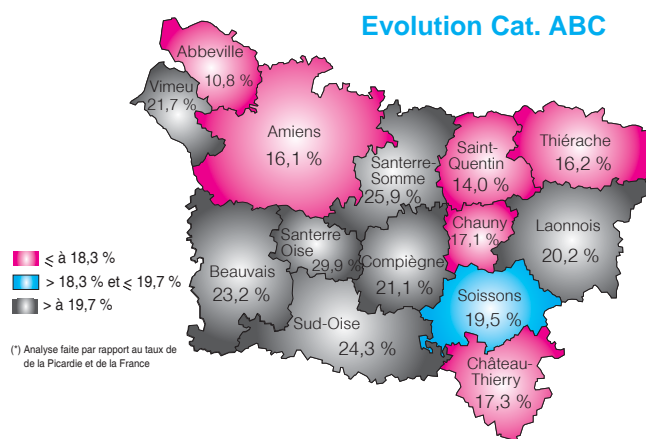 Evolution Cat. ABC
Abbeville
10,8 %
Vimeu
21,7 %
Amiens
16,1 %
Santerre-
Somme
25,9 %
Saint-
Quentin
14,0 %
Thiérache
16,2 %
Chauny
17,1 %
Laonnois
20,2 %
Santerre
Oise
29,9 %
Compiègne
21,1 %
Beauvais
23,2 %
Soissons
19,5 %
Sud-Oise
24,3 %
Château-
Thierry
17,3 %
⩽ à 18,3 %
> 18,3 % et ⩽ 19,7 %
> à 19,7 %
(*) Analyse faite par rapport au taux de
de la Picardie et de la France